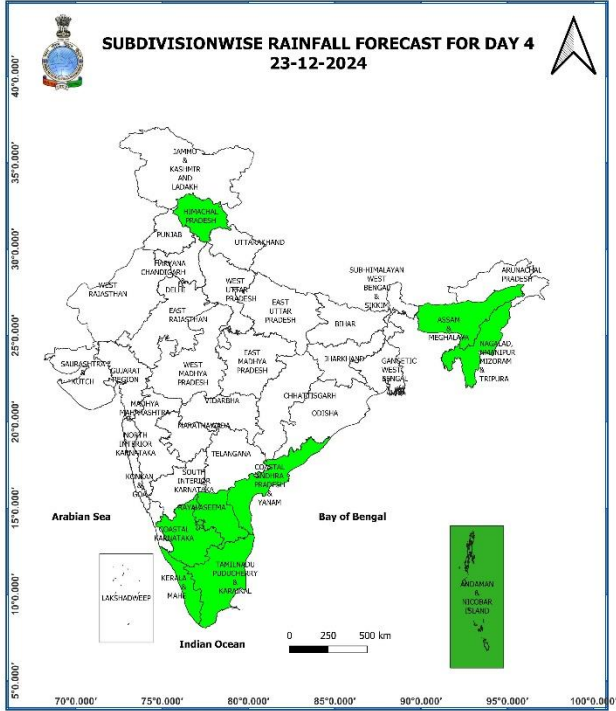 SUBDIVISIONWISE RAINFALL FORECAST FOR DAY 4
23-12-2024
40°0.000'
35°0.000'
30°0.000'
25°0.000'
20°0.000'
15°0.000'
10°0.000'
5°0.000'
JAMMO
&
KASHMIR
AND
LADAKH
HIMACHAL
PRADESH
PUNJAB
UTTARAKHAND
HARYANA
CHANDIGARH
&
DELHI
WEST
RAJASTHAN
WEST
UTTAR
PRADESH
EAST
RAJASTHAN
EAST
UTTAR
PRADESH
SUB-HIMALAYAN
WEST
BENGAL
&
SIKKIM
ARUNACHAL
PRADESH
ASSAM
&
MEGHALAYA
NAGALAD,
MANIPUR
MIZORAM
&
TRIPURA
BIHAR
SAURASHTRA
&
KUTCH
GUJARAT
REGION
WEST
MADHYA
PRADESH
EAST
MADHYA
PRADESH
JHARKHAND
GANGETIC
WEST
BENGAL
MADHYA
MAHARASHTRA
VIDARBHA
CHHATTISGARH
ODISHA
MARATHAWADA
NORTH
INTERIOR
KARNATAKA
TELANGANA
KONKAN
&
GOA
SOUTH
INTERIOR
KARNATAKA
COASTAL
ANDHRA
PRADESH
&
YANAM
RAYALASEEMA
COASTAL
KARNATAKA
Arabian Sea
Bay of Bengal
TAMILNADU
PUDUCHERRY
&
KARAIKAL
KERALA
&
MAHE
LAKSHADWEEP
ANDAMAN
&
NICOBAR
ISLAND
Indian Ocean
0 250 500 km
70°0.000' 75°0.000' 80°0.000' 85°0.000' 90°0.000' 95°0.000' 100°0.000'